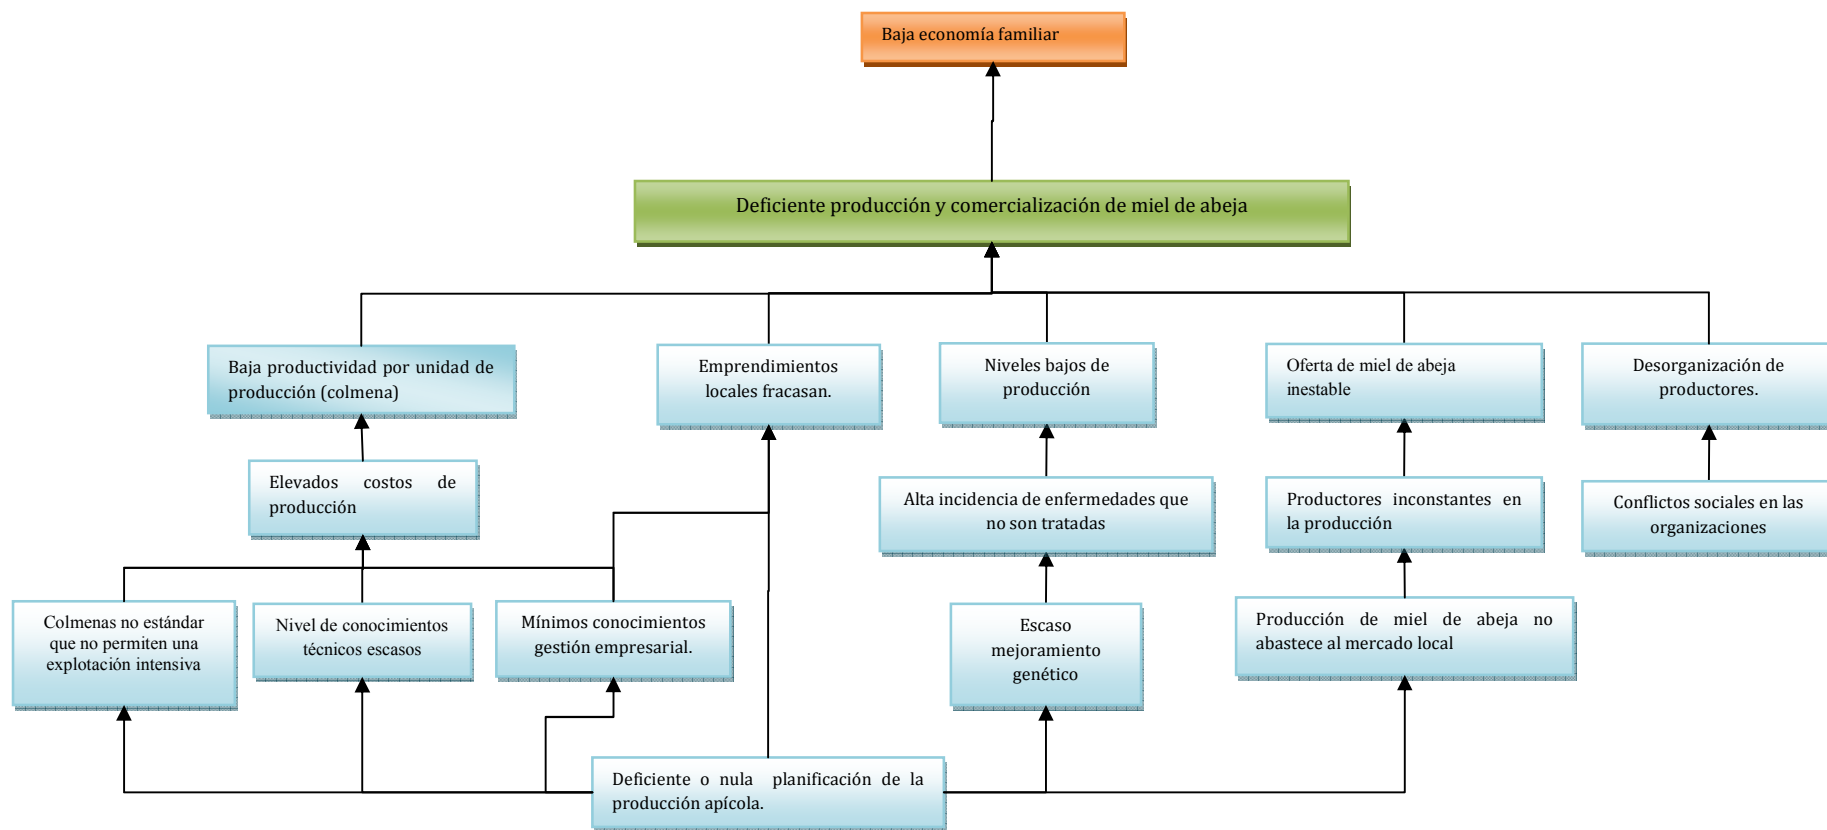 Baja economía familiar
Deficiente producción y comercialización de miel de abeja
Baja productividad por unidad de
producción (colmena)
Emprendimientos
locales fracasan.
Niveles bajos de
producción
Oferta de miel de abeja
inestable
Desorganización de
productores.
Elevados costos de
producción
Alta incidencia de enfermedades que
no son tratadas
Productores inconstantes en
la producción
Conflictos sociales en las
organizaciones
Colmenas no estándar
que no permiten una
explotación intensiva
Nivel de conocimientos
técnicos escasos
Mínimos conocimientos
gestión empresarial.
Escaso
mejoramiento
genético
Producción de miel de abeja no
abastece al mercado local
Deficiente o nula planificación de la
producción apícola.